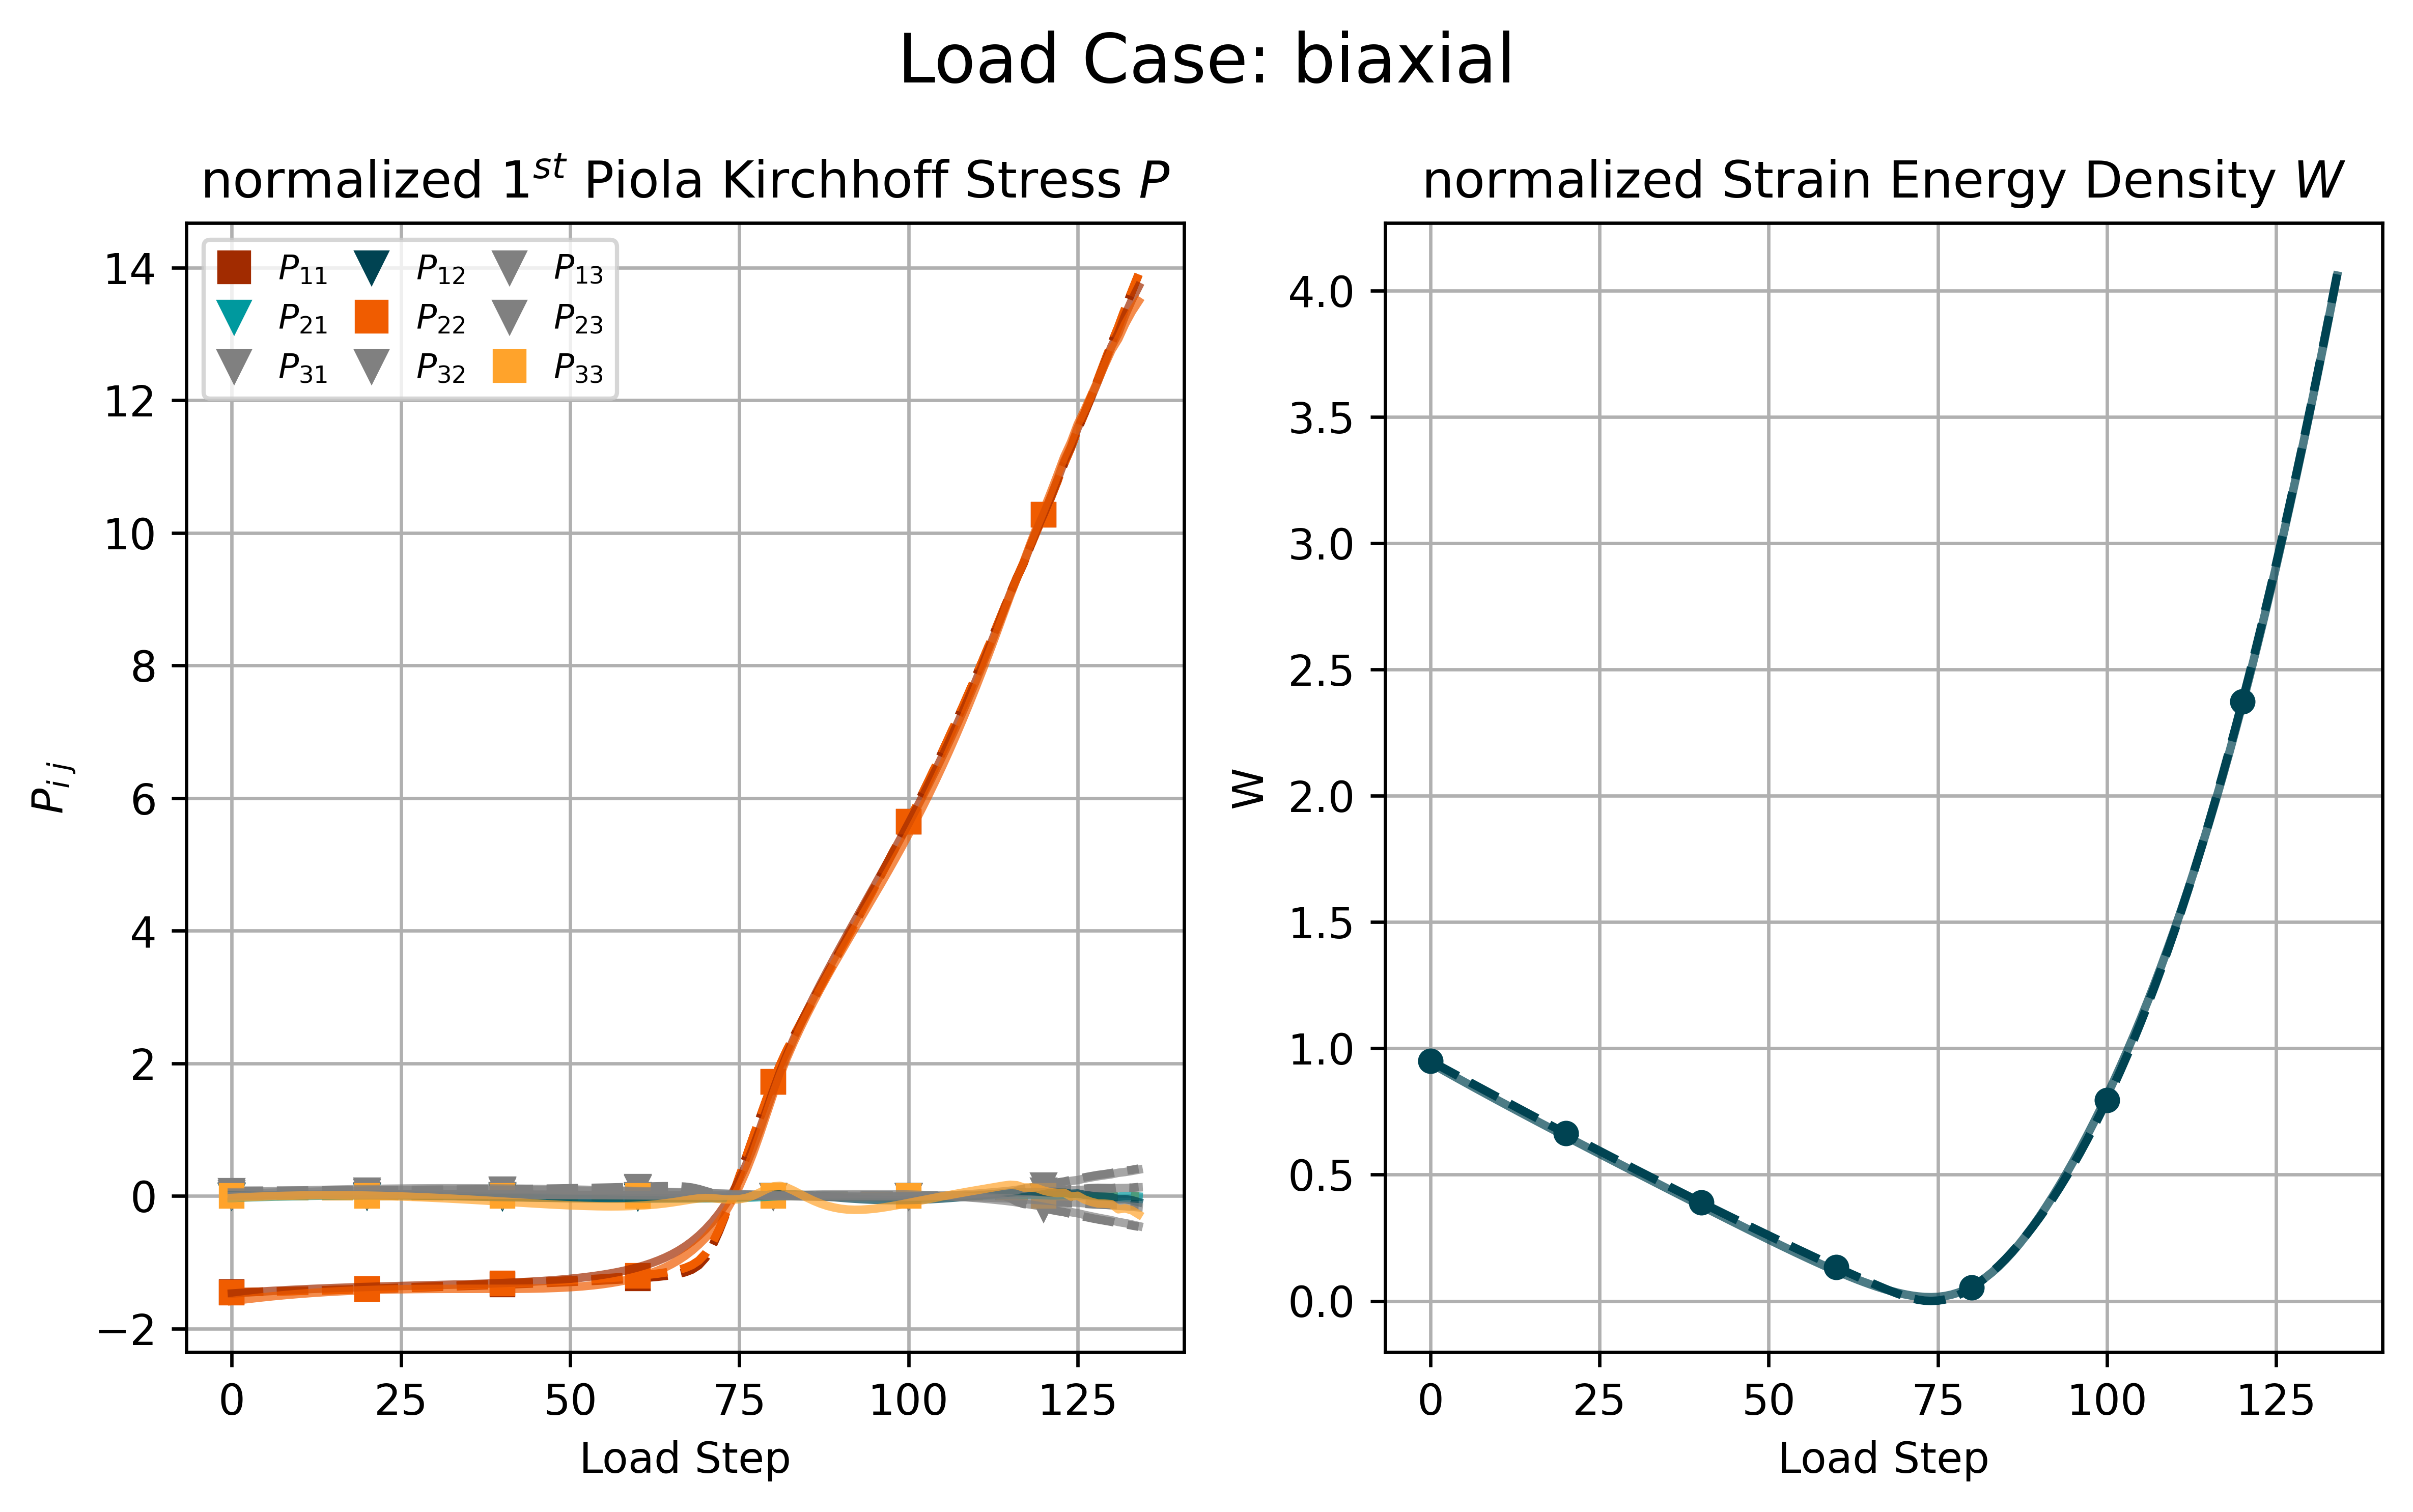 Load Case: biaxial
normalized 1st Piola Kirchhoff Stress P
P11 P12 P13
P21 P22 P23
P31 P32 P33
14
12
10
8
6
4
2
0
−2
Pi j
0 25 50 75 100 125
Load Step
normalized Strain Energy Density W
4.0
3.5
3.0
2.5
2.0
1.5
1.0
0.5
0.0
W
0 25 50 75 100 125
Load Step